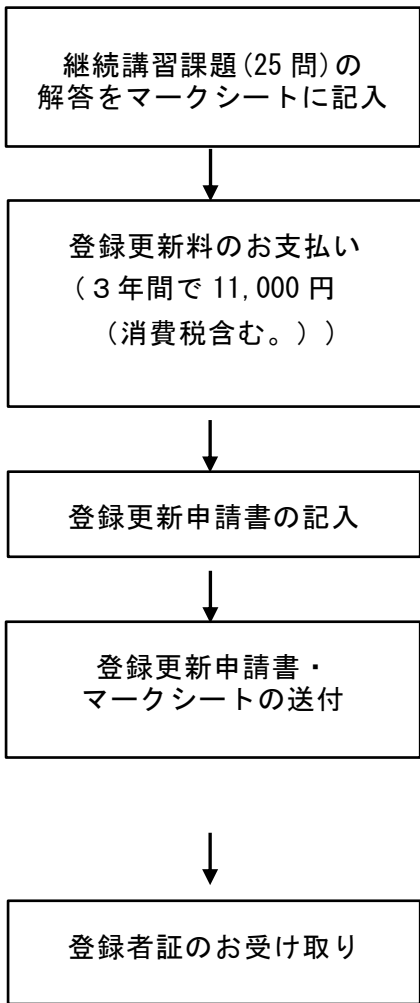 継続講習課題(25 問)の
解答をマークシートに記入
登録更新料のお支払い
(３年間で 11,000 円
(消費税含む。))
登録更新申請書の記入
登録更新申請書・
マークシートの送付
登録者証のお受け取り